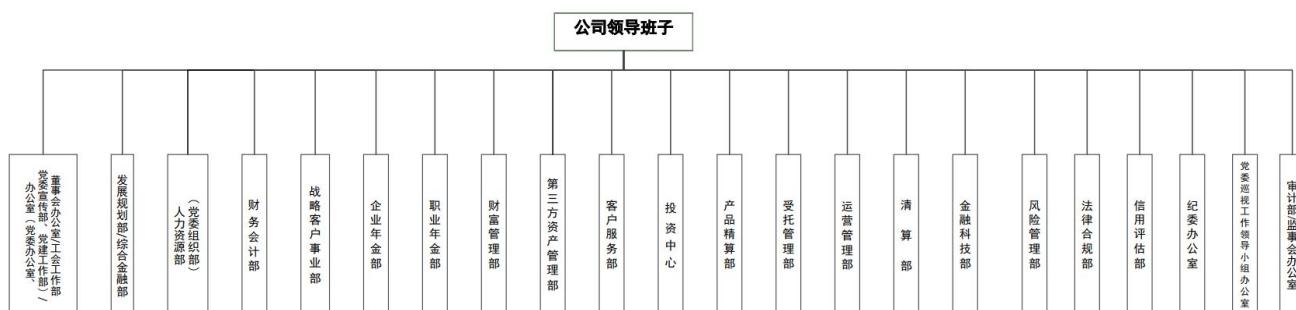 公司领导班子
办公室（党委办公室、
党委宣传部、党建工作部）/
董事会办公室/工会工作部
发展规划部/综合金融部
人力资源部
（党委组织部）
财务会计部
战略客户事业部
企业年金部
职业年金部
财富管理部
第三方资产管理部
客户服务部
投资中心
产品精算部
受托管理部
运营管理部
清算部
金融科技部
风险管理部
法律合规部
信用评估部
纪委办公室
党委巡视工作领导小组办公室
审计部/监事会办公室